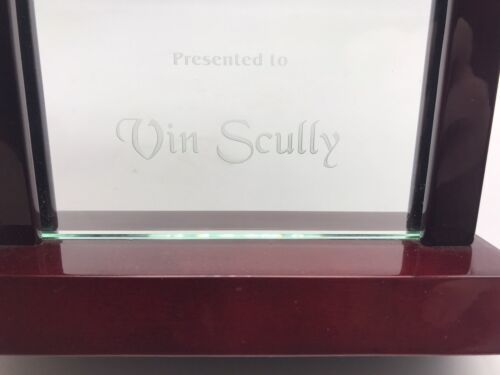 Presented to
Vin Scully